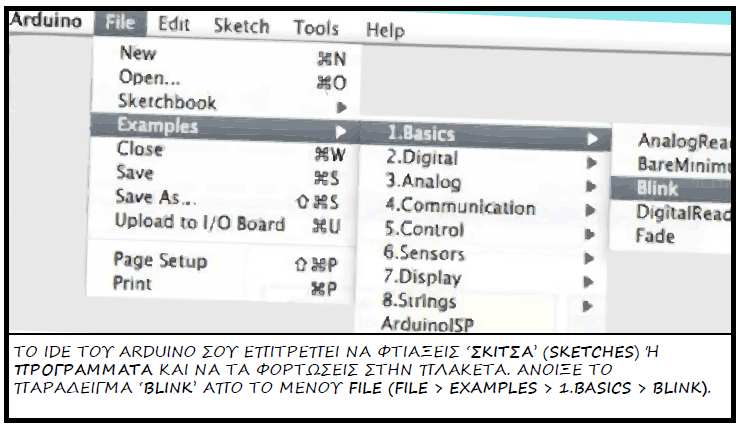 Arduino File Edit Sketch Tools Help
New ⌘N
Open... ⌘O
Sketchbook
Examples
Close ⌘W
Save ⌘S
Save As... ⇧⌘S
Upload to I/O Board ⌘U
Page Setup ⇧⌘P
Print ⌘P
1.Basics
2.Digital
3.Analog
4.Communication
5.Control
6.Sensors
7.Display
8.Strings
ArduinoISP
AnalogRea
BareMinimu
Blink
DigitalRead
Fade
ΤΟ IDE ΤΟΥ ARDUINO ΣΟΥ ΕΠΙΤΡΕΠΕΙ ΝΑ ΦΤΙΑΞΕΙΣ ‘ΣΚΙΤΣΑ’ (SKETCHES) Ή
ΠΡΟΓΡΑΜΜΑΤΑ ΚΑΙ ΝΑ ΤΑ ΦΟΡΤΩΣΕΙΣ ΣΤΗΝ ΠΛΑΚΕΤΑ. ΑΝΟΙΞΕ ΤΟ
ΠΑΡΑΔΕΙΓΜΑ ‘BLINK’ ΑΠΟ ΤΟ ΜΕΝΟΥ FILE (FILE > EXAMPLES > 1.BASICS > BLINK).